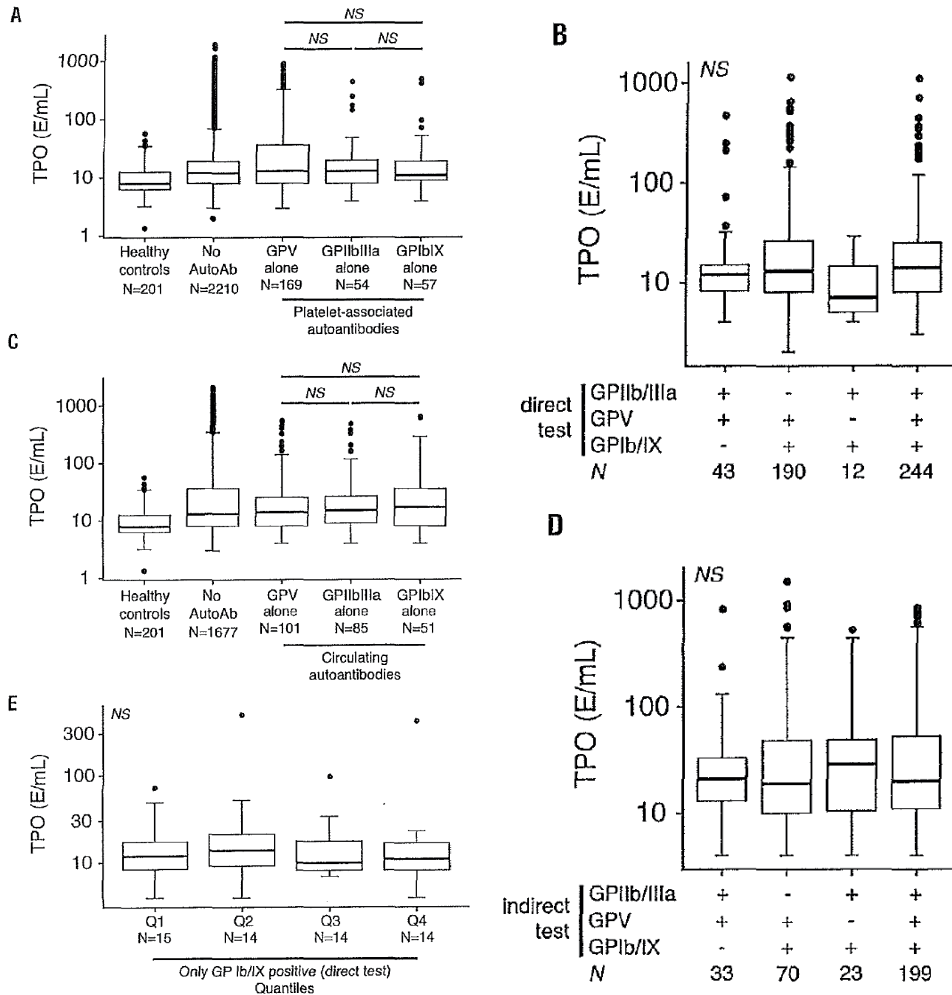 A
NS
NS NS
TPO (E/mL)
1000
100
10
1
Healthy controls N=201
No AutoAb N=2210
GPV alone N=169
GPIIbIIIa alone N=54
GPIbIX alone N=57
Platelet-associated autoantibodies
B
NS
TPO (E/mL)
1000
100
10
direct test
GPIIb/IIIa + - + +
GPV + + - +
GPIb/IX - + + +
N 43 190 12 244
C
NS
NS NS
TPO (E/mL)
1000
100
10
1
Healthy controls N=201
No AutoAb N=1677
GPV alone N=101
GPIIbIIIa alone N=85
GPIbIX alone N=51
Circulating autoantibodies
D
NS
TPO (E/mL)
1000
100
10
indirect test
GPIIb/IIIa + - + +
GPV + + - +
GPIb/IX - + + +
N 33 70 23 199
E
NS
TPO (E/mL)
300
100
30
10
Q1 Q2 Q3 Q4
N=15 N=14 N=14 N=14
Only GP Ib/IX positive (direct test)
Quantiles